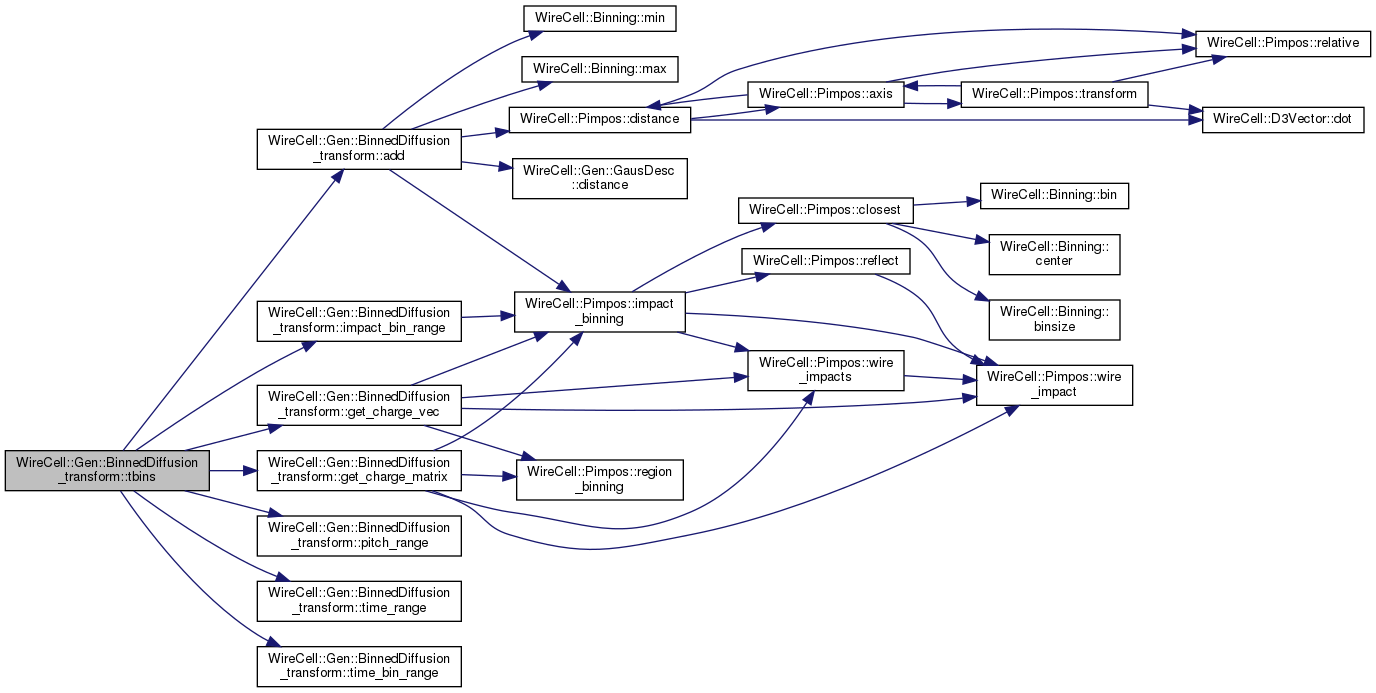 WireCell::Gen::BinnedDiffusion
_transform::tbins
WireCell::Gen::BinnedDiffusion
_transform::add
WireCell::Gen::BinnedDiffusion
_transform::impact_bin_range
WireCell::Gen::BinnedDiffusion
_transform::get_charge_vec
WireCell::Gen::BinnedDiffusion
_transform::get_charge_matrix
WireCell::Gen::BinnedDiffusion
_transform::pitch_range
WireCell::Gen::BinnedDiffusion
_transform::time_range
WireCell::Gen::BinnedDiffusion
_transform::time_bin_range
WireCell::Binning::min
WireCell::Binning::max
WireCell::Pimpos::distance
WireCell::Gen::GausDesc
::distance
WireCell::Pimpos::impact
_binning
WireCell::Pimpos::region
_binning
WireCell::Pimpos::axis
WireCell::Pimpos::closest
WireCell::Pimpos::reflect
WireCell::Pimpos::wire
_impacts
WireCell::Pimpos::transform
WireCell::Binning::bin
WireCell::Binning::
center
WireCell::Binning::
binsize
WireCell::Pimpos::wire
_impact
WireCell::Pimpos::relative
WireCell::D3Vector::dot